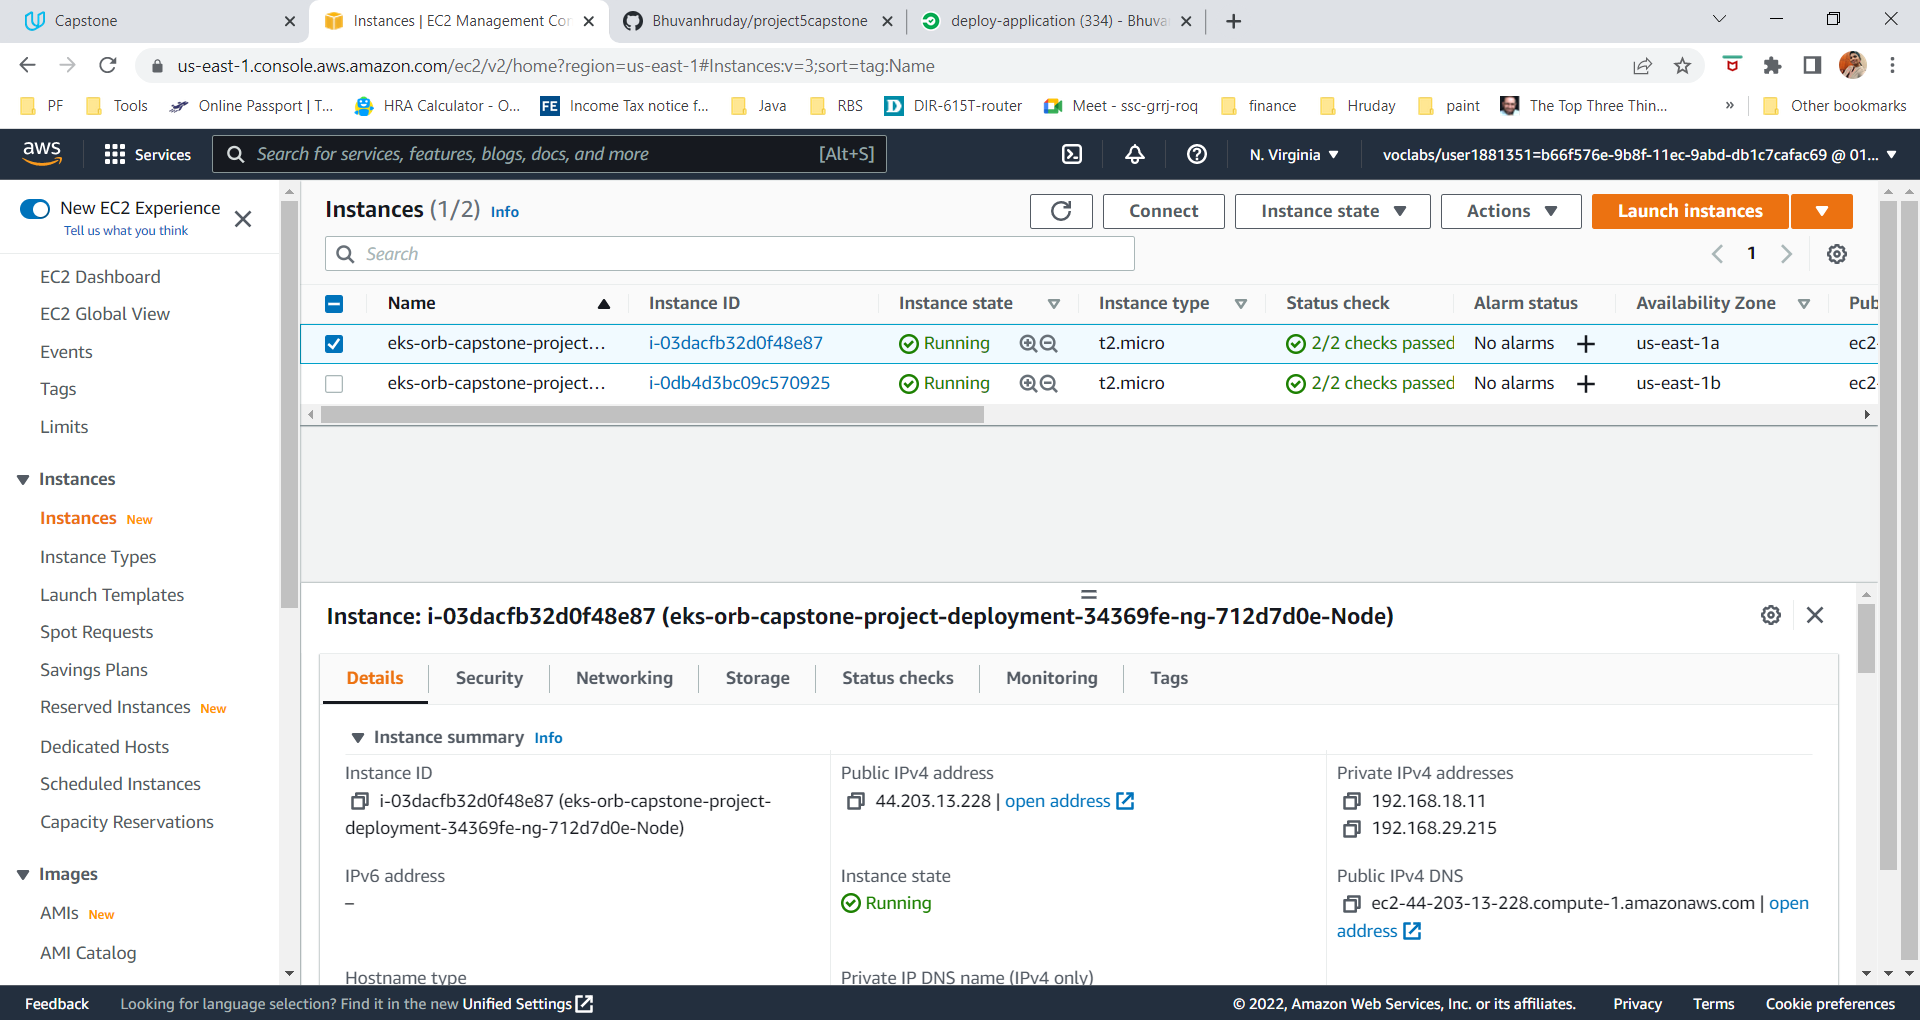 Capstone
Instances | EC2 Management Co
Bhuvanhruday/project5capstone
deploy-application (334) - Bhuva
us-east-1.console.aws.amazon.com/ec2/v2/home?region=us-east-1#Instances:v=3;sort=tag:Name
PF
Tools
Online Passport | T...
HRA Calculator - O...
FE
Income Tax notice f...
Java
RBS
D
DIR-615T-router
Meet - ssc-grrj-roq
finance
Hruday
paint
The Top Three Thin...
»
Other bookmarks
aws
Services
Search for services, features, blogs, docs, and more
[Alt+S]
N. Virginia
voclabs/user1881351=b66f576e-9b8f-11ec-9abd-db1c7cafac69 @ 01...
New EC2 Experience
Tell us what you think
EC2 Dashboard
EC2 Global View
Events
Tags
Limits
Instances
Instances New
Instance Types
Launch Templates
Spot Requests
Savings Plans
Reserved Instances New
Dedicated Hosts
Scheduled Instances
Capacity Reservations
Images
AMIs New
AMI Catalog
Instances (1/2) Info
Connect
Instance state
Actions
Launch instances
Search
1
Name Instance ID Instance state Instance type Status check Alarm status Availability Zone Pub
eks-orb-capstone-project... i-03dacfb32d0f48e87 Running t2.micro 2/2 checks passed No alarms + us-east-1a ec2-
eks-orb-capstone-project... i-0db4d3bc09c570925 Running t2.micro 2/2 checks passed No alarms + us-east-1b ec2-
Instance: i-03dacfb32d0f48e87 (eks-orb-capstone-project-deployment-34369fe-ng-712d7d0e-Node)
Details
Security
Networking
Storage
Status checks
Monitoring
Tags
Instance summary Info
Instance ID
i-03dacfb32d0f48e87 (eks-orb-capstone-project-
deployment-34369fe-ng-712d7d0e-Node)
Public IPv4 address
44.203.13.228 | open address
Private IPv4 addresses
192.168.18.11
192.168.29.215
IPv6 address
–
Instance state
Running
Public IPv4 DNS
ec2-44-203-13-228.compute-1.amazonaws.com | open
address
Hostname type
Private IP DNS name (IPv4 only)
Feedback
Looking for language selection? Find it in the new Unified Settings
© 2022, Amazon Web Services, Inc. or its affiliates.
Privacy
Terms
Cookie preferences